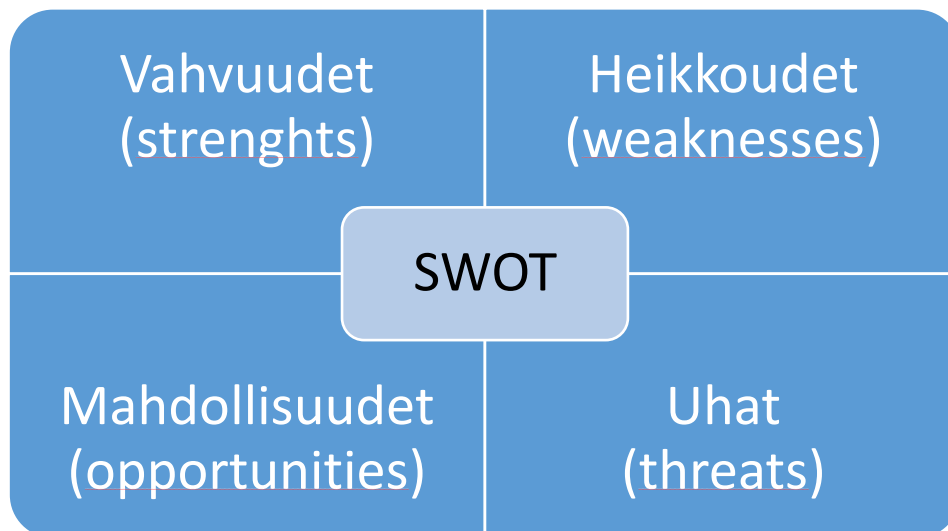 Vahvuudet
(strenghts)
Heikkoudet
(weaknesses)
SWOT
Mahdollisuudet
(opportunities)
Uhat
(threats)